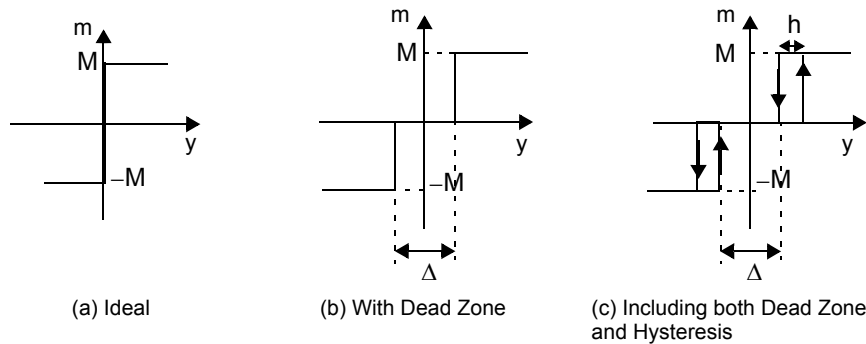 m
M
y
−M
(a) Ideal
m
M
y
−M
Δ
(b) With Dead Zone
m
h
M
y
−M
Δ
(c) Including both Dead Zone
and Hysteresis